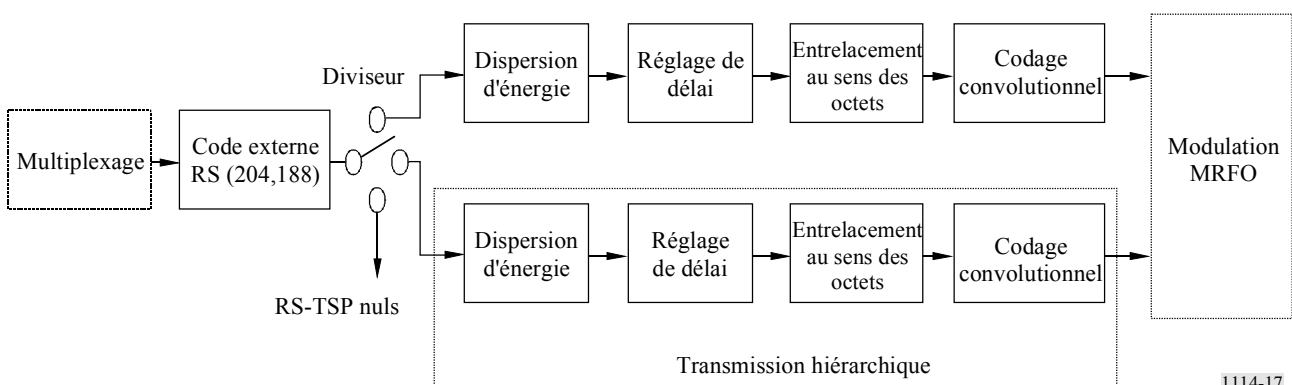 Multiplexage
Code externe
RS (204,188)
Diviseur
RS-TSP nuls
Dispersion
d'énergie
Réglage de
délai
Entrelacement
au sens des
octets
Codage
convolutionnel
Dispersion
d'énergie
Réglage
de délai
Entrelacement
au sens des
octets
Codage
convolutionnel
Transmission hiérarchique
Modulation
MRFO
1114-17